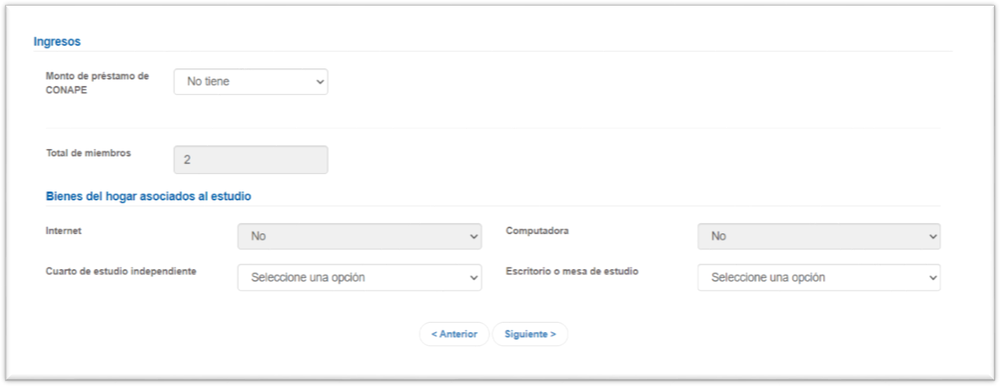 Ingresos
Monto de préstamo de
CONAPE
No tiene
Total de miembros
2
Bienes del hogar asociados al estudio
Internet
No
Computadora
No
Cuarto de estudio independiente
Seleccione una opción
Escritorio o mesa de estudio
Seleccione una opción
< Anterior
Siguiente >